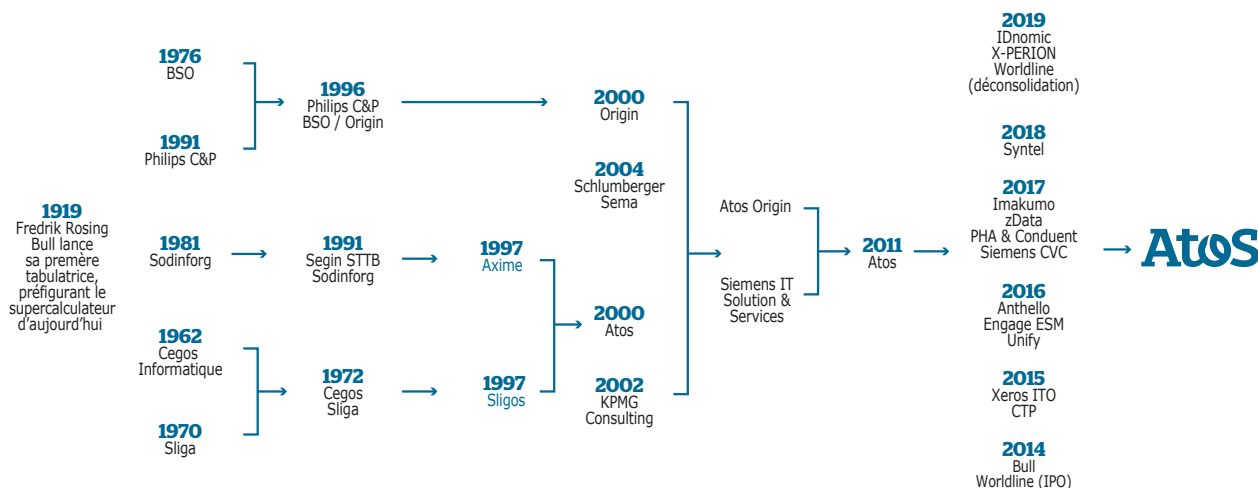 1919
Fredrik Rosing
Bull lance
sa premère
tabulatrice,
préfigurant le
supercalculateur
d'aujourd'hui
1976
BSO
1991
Philips C&P
1981
Sodinforg
1962
Cegos
Informatique
1970
Sliga
1996
Philips C&P
BSO / Origin
1991
Segin STTB
Sodinforg
1972
Cegos
Sliga
1997
Axime
1997
Sligos
2000
Origin
2004
Schlumberger
Sema
2000
Atos
2002
KPMG
Consulting
Atos Origin
Siemens IT
Solution &
Services
2011
Atos
2019
IDnomic
X-PERION
Worldline
(déconsolidation)
2018
Syntel
2017
Imakumo
zData
PHA & Conduent
Siemens CVC
2016
Anthello
Engage ESM
Unify
2015
Xeros ITO
CTP
2014
Bull
Worldline (IPO)
Atos